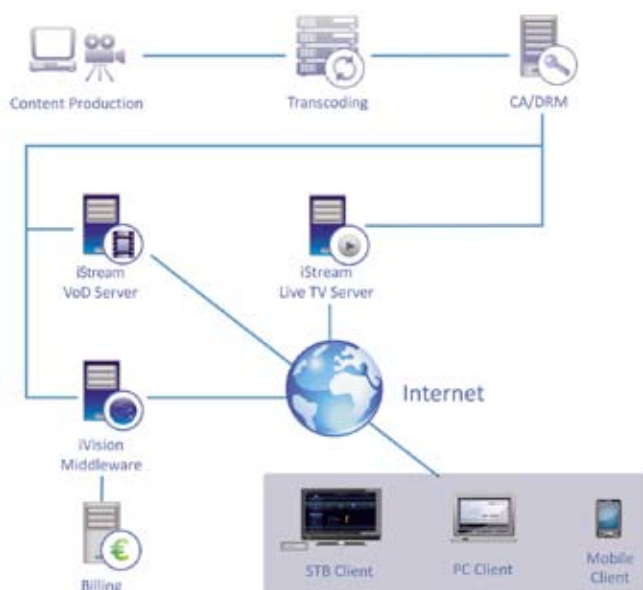 Content Production
Transcoding
CA/DRM
iStream
VoD Server
iStream
Live TV Server
Internet
iVision
Middleware
STB Client
PC Client
Mobile
Client
Billing